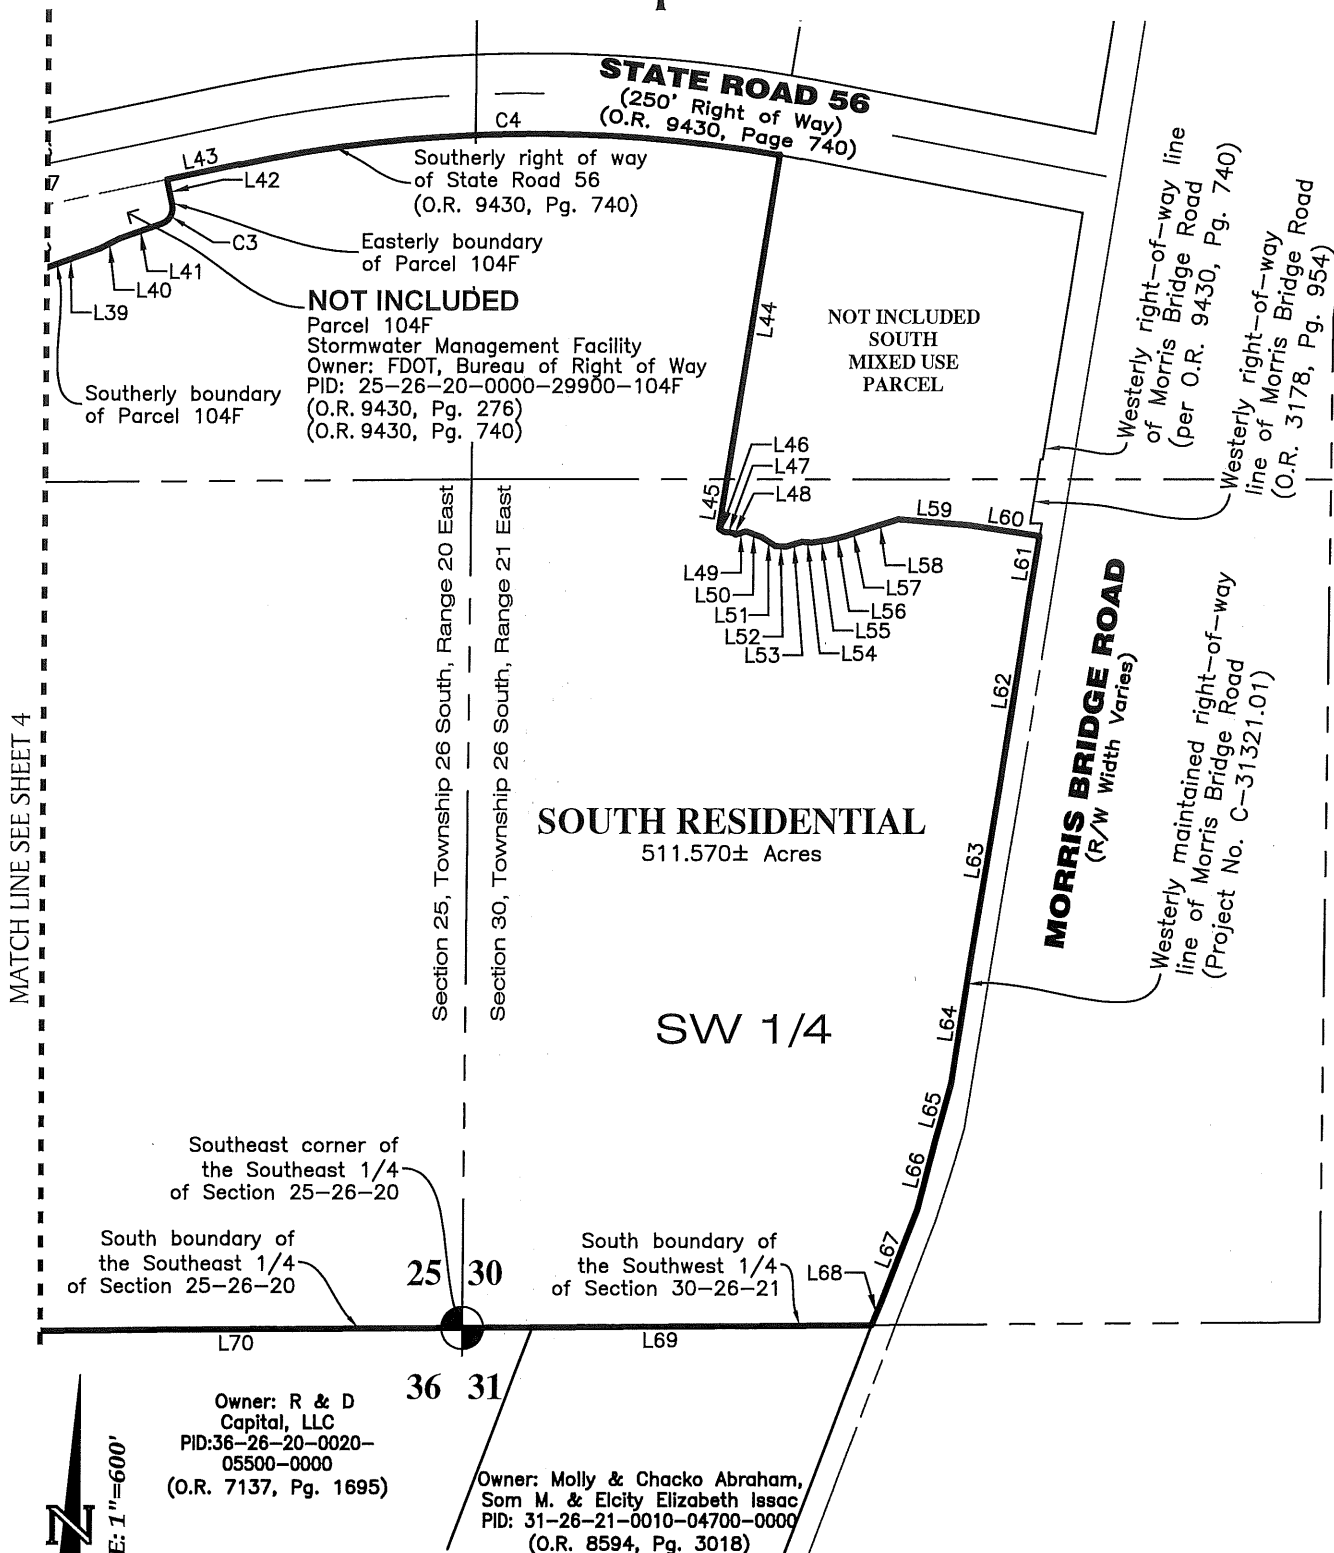 STATE ROAD 56
(250' Right of Way)
(O.R. 9430, Page 740)
C4
L43
Southerly right of way
of State Road 56
(O.R. 9430, Pg. 740)
L42
7
C3
Easterly boundary
of Parcel 104F
L41
L40
L39
NOT INCLUDED
Parcel 104F
Stormwater Management Facility
Owner: FDOT, Bureau of Right of Way
PID: 25-26-20-0000-29900-104F
(O.R. 9430, Pg. 276)
(O.R. 9430, Pg. 740)
Southerly boundary
of Parcel 104F
L44
NOT INCLUDED
SOUTH
MIXED USE
PARCEL
Westerly right-of-way line
of Morris Bridge Road
(per O.R. 9430, Pg. 740)
Westerly right-of-way
line of Morris Bridge Road
(O.R. 3178, Pg. 954)
L46
L47
L48
L45
L59
L60
L61
L49
L50
L51
L52
L53
L54
L55
L56
L57
L58
Section 25, Township 26 South, Range 20 East
Section 30, Township 26 South, Range 21 East
L62
MORRIS BRIDGE ROAD
(R/W Width Varies)
Westerly maintained right-of-way
line of Morris Bridge Road
(Project No. C-31321.01)
MATCH LINE SEE SHEET 4
SOUTH RESIDENTIAL
511.570± Acres
L63
SW 1/4
L64
L65
L66
L67
L68
Southeast corner of
the Southeast 1/4
of Section 25-26-20
South boundary of
the Southeast 1/4
of Section 25-26-20
25 30
South boundary of
the Southwest 1/4
of Section 30-26-21
L70
L69
36 31
Owner: R & D
Capital, LLC
PID:36-26-20-0020-
05500-0000
(O.R. 7137, Pg. 1695)
Owner: Molly & Chacko Abraham,
Som M. & Elcity Elizabeth Issac
PID: 31-26-21-0010-04700-0000
(O.R. 8594, Pg. 3018)
N
E: 1"=600'